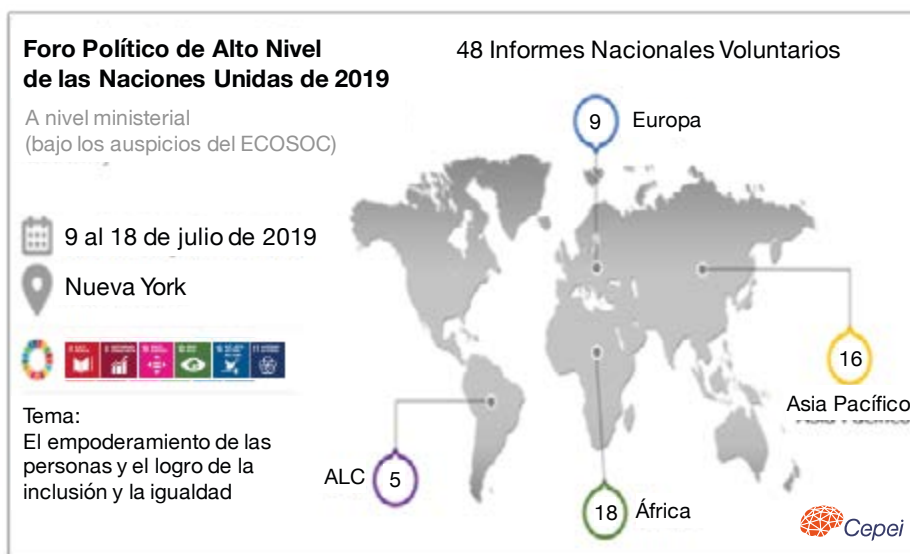 Foro Político de Alto Nivel
de las Naciones Unidas de 2019
A nivel ministerial
(bajo los auspicios del ECOSOC)
9 al 18 de julio de 2019
Nueva York
Tema:
El empoderamiento de las
personas y el logro de la
inclusión y la igualdad
48 Informes Nacionales Voluntarios
9 Europa
16
Asia Pacífico
ALC 5
18 África
Cepei